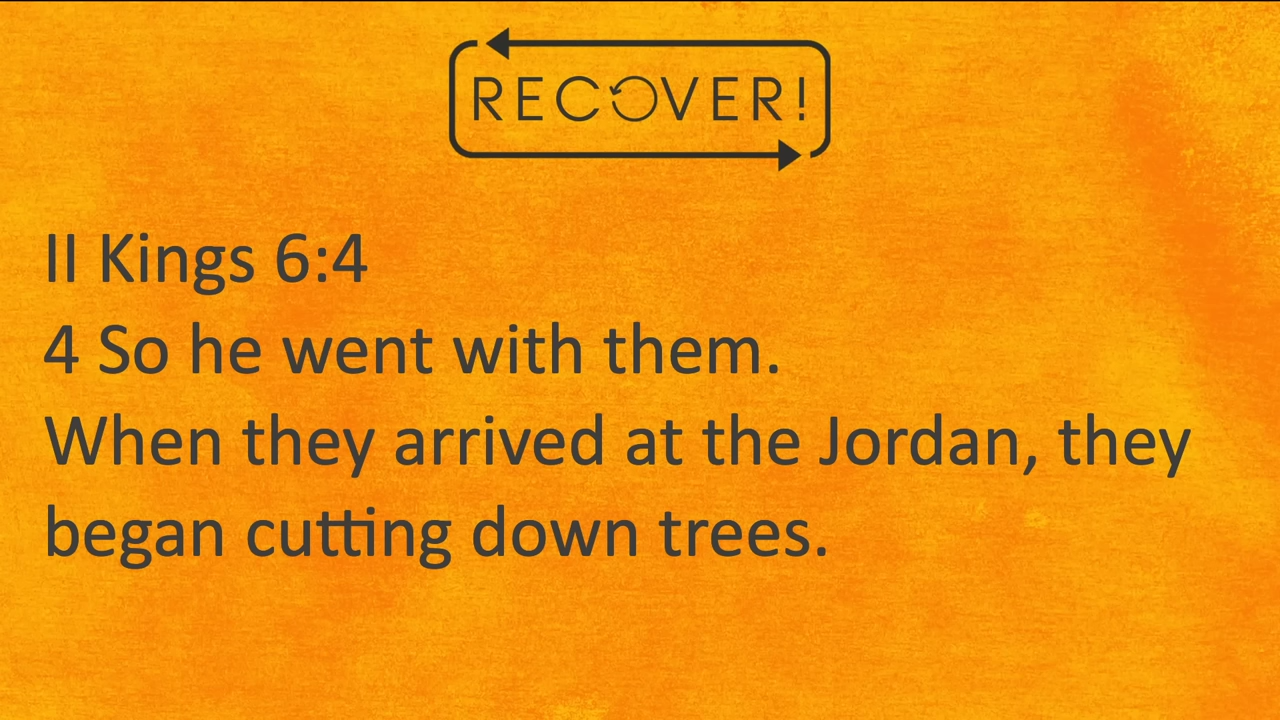 RECOVER!
II Kings 6:4
4 So he went with them.
When they arrived at the Jordan, they
began cutting down trees.